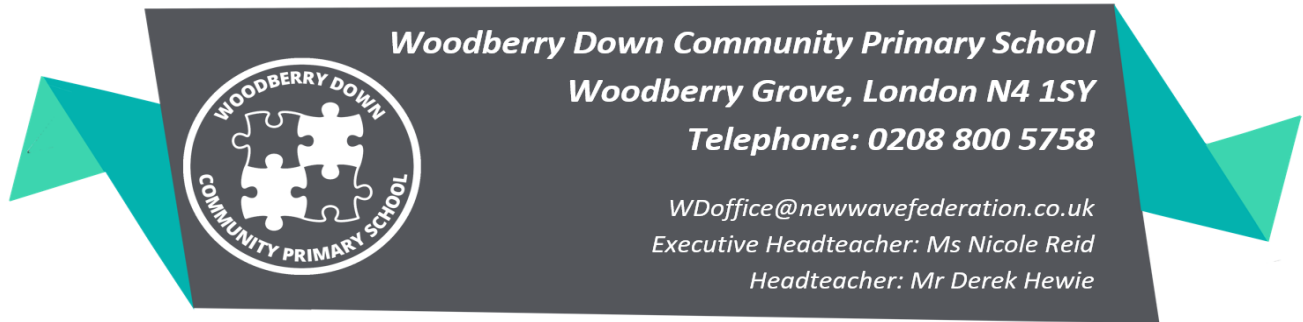 WOODBERRY DOWN
COMMUNITY PRIMARY SCHOOL
Woodberry Down Community Primary School
Woodberry Grove, London N4 1SY
Telephone: 0208 800 5758
WDoffice@newwavefederation.co.uk
Executive Headteacher: Ms Nicole Reid
Headteacher: Mr Derek Hewie